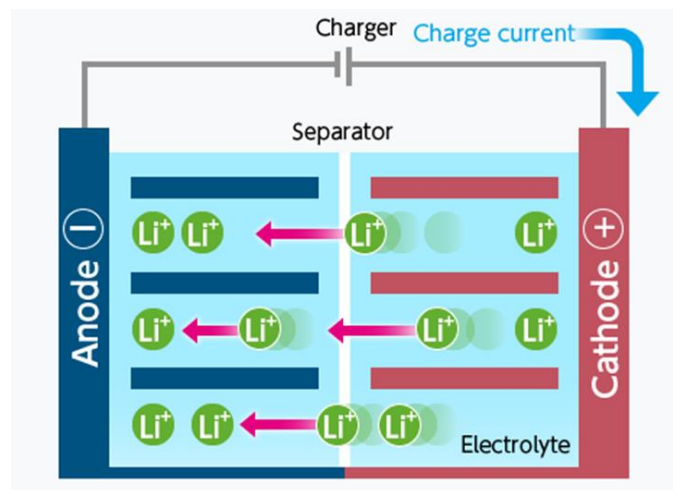 Charger
Charge current
Separator
Anode ⊖
Cathode ⊕
Li⁺ Li⁺ Li⁺ Li⁺
Li⁺ Li⁺ Li⁺ Li⁺
Li⁺ Li⁺ Li⁺ Li⁺
Electrolyte